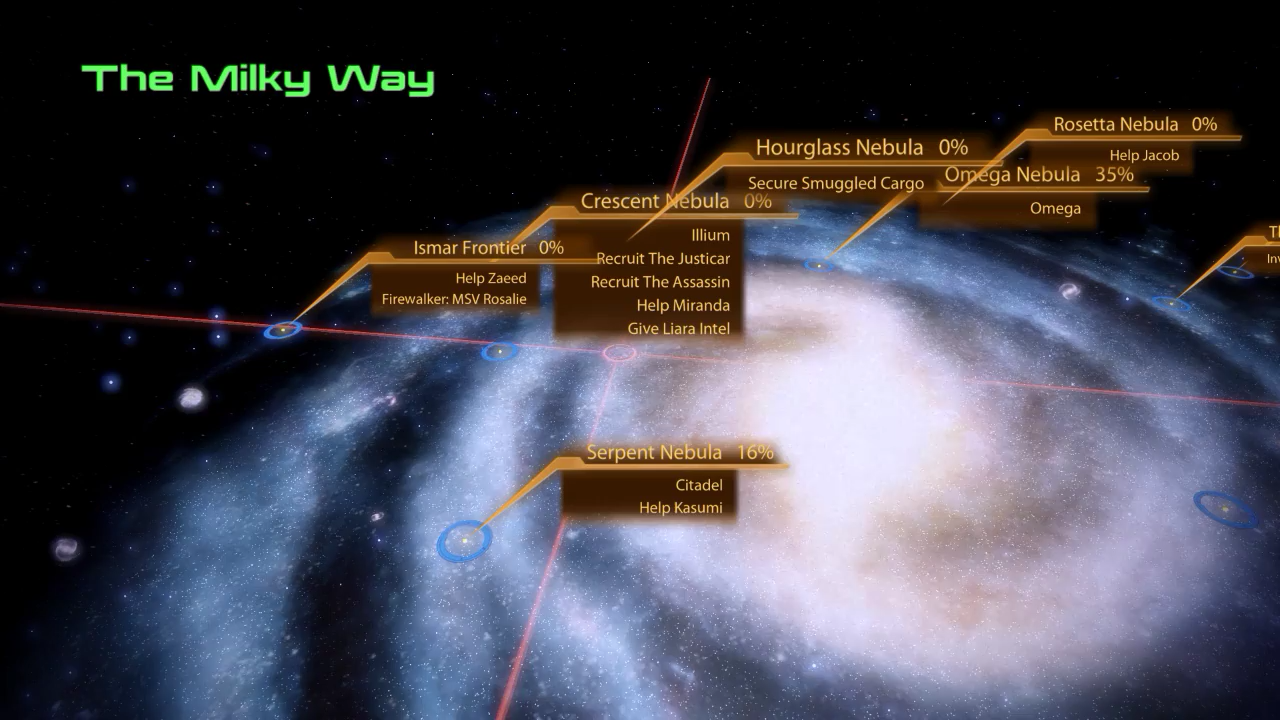 The Milky Way
Rosetta Nebula 0%
Help Jacob
Hourglass Nebula 0%
Secure Smuggled Cargo
Omega Nebula 35%
Omega
Crescent Nebula 0%
Illium
Recruit The Justicar
Recruit The Assassin
Help Miranda
Give Liara Intel
Ismar Frontier 0%
Help Zaeed
Firewalker: MSV Rosalie
Serpent Nebula 16%
Citadel
Help Kasumi